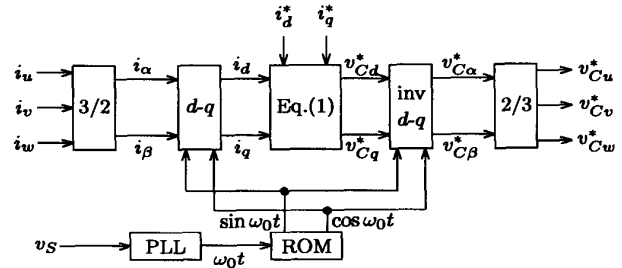 i*d i*q
iu iα id v*Cd v*Cα v*Cu
iv 3/2 d-q Eq.(1) inv d-q 2/3 v*Cv
iw iβ iq v*Cq v*Cβ v*Cw
sin ω0t cos ω0t
vS PLL ω0t ROM